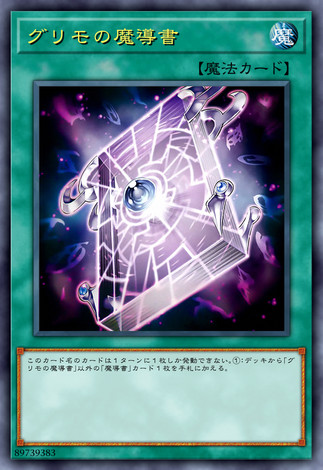 グリモの魔導書
魔
【魔法カード】
このカード名のカードは1ターンに1枚しか発動できない。①:デッキから「グ
リモの魔導書」以外の「魔導書」カード1枚を手札に加える。
89739383